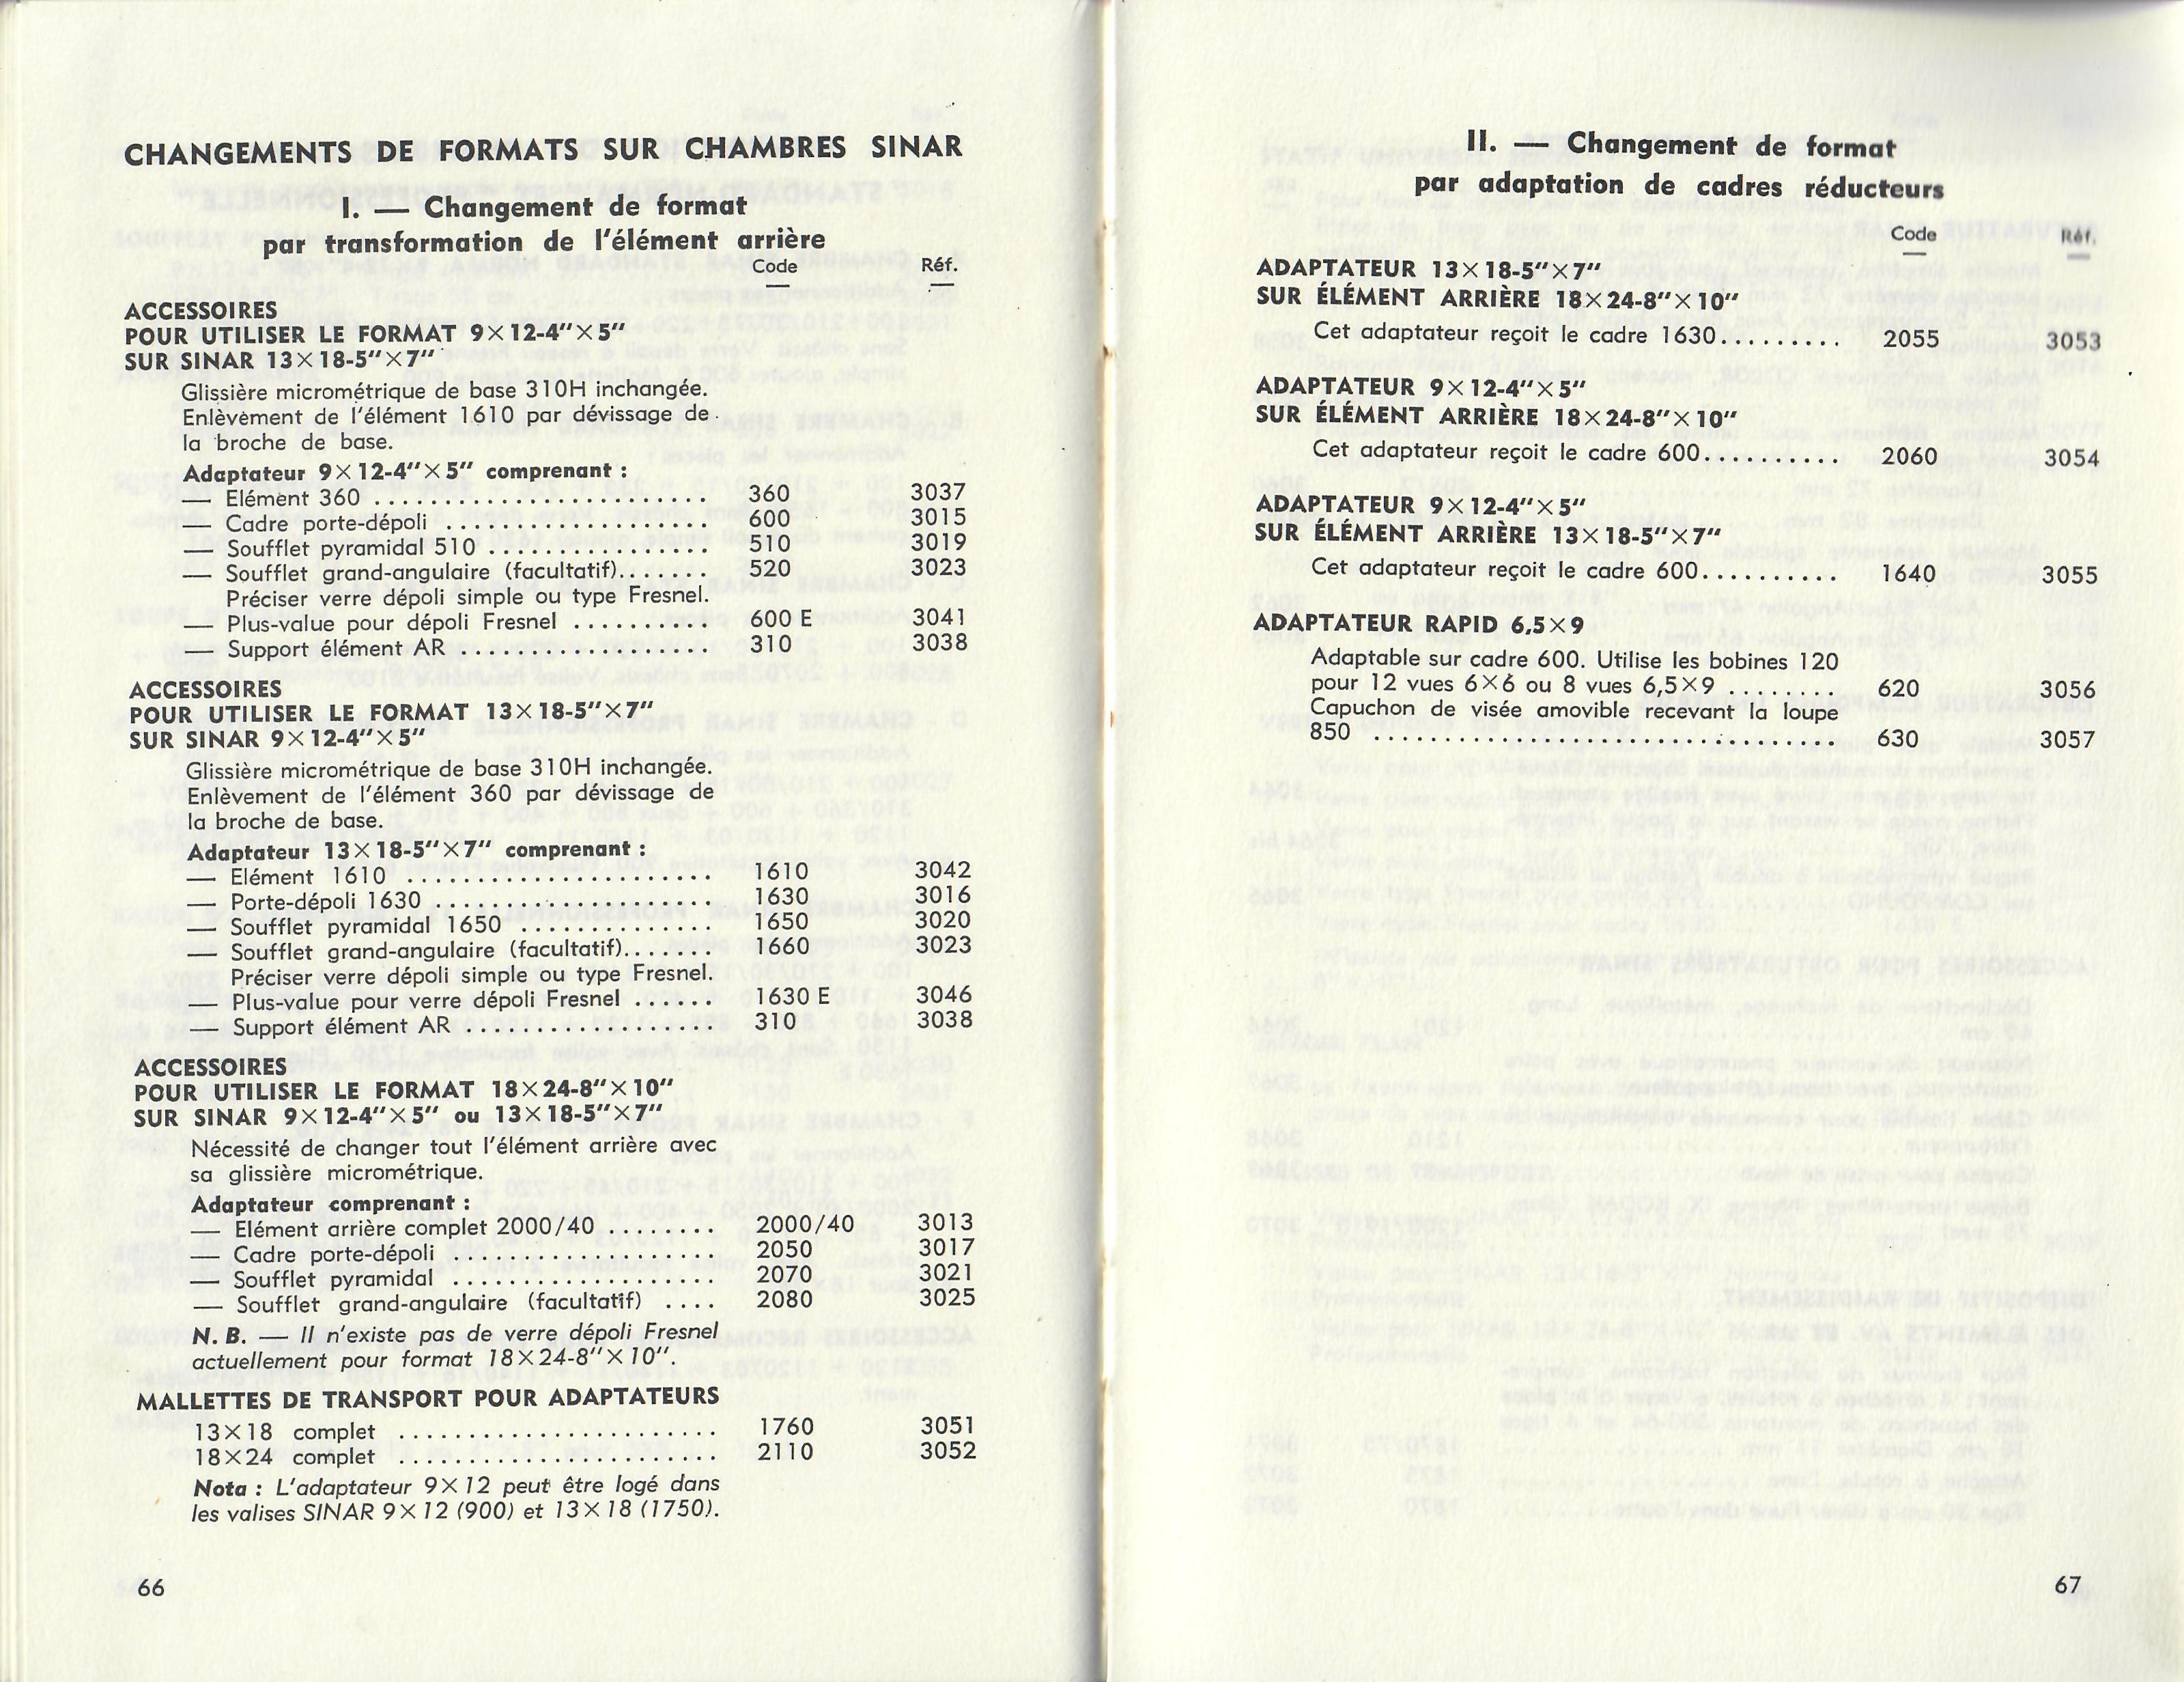 CHANGEMENTS DE FORMATS SUR CHAMBRES SINAR
I. — Changement de format
par transformation de l'élément arrière
Code Réf.
ACCESSOIRES
POUR UTILISER LE FORMAT 9×12-4"×5"
SUR SINAR 13×18-5"×7"
Glissière micrométrique de base 310H inchangée.
Enlèvement de l'élément 1610 par dévissage de
la broche de base.
Adaptateur 9×12-4"×5" comprenant :
— Elément 360 ........................ 360 3037
— Cadre porte-dépoli ................... 600 3015
— Soufflet pyramidal 510 ................ 510 3019
— Soufflet grand-angulaire (facultatif)....... 520 3023
Préciser verre dépoli simple ou type Fresnel.
— Plus-value pour dépoli Fresnel .......... 600 E 3041
— Support élément AR .................. 310 3038
ACCESSOIRES
POUR UTILISER LE FORMAT 13×18-5"×7"
SUR SINAR 9×12-4"×5"
Glissière micrométrique de base 310H inchangée.
Enlèvement de l'élément 360 par dévissage de
la broche de base.
Adaptateur 13×18-5"×7" comprenant :
— Elément 1610 ...................... 1610 3042
— Porte-dépoli 1630 .................... 1630 3016
— Soufflet pyramidal 1650 .............. 1650 3020
— Soufflet grand-angulaire (facultatif)....... 1660 3023
Préciser verre dépoli simple ou type Fresnel.
— Plus-value pour verre dépoli Fresnel ...... 1630 E 3046
— Support élément AR .................. 310 3038
ACCESSOIRES
POUR UTILISER LE FORMAT 18×24-8"×10"
SUR SINAR 9×12-4"×5" ou 13×18-5"×7"
Nécessité de changer tout l'élément arrière avec
sa glissière micrométrique.
Adaptateur comprenant :
— Elément arrière complet 2000/40 ........ 2000/40 3013
— Cadre porte-dépoli ................... 2050 3017
— Soufflet pyramidal ................... 2070 3021
— Soufflet grand-angulaire (facultatif) .... 2080 3025
N. B. — Il n'existe pas de verre dépoli Fresnel
actuellement pour format 18×24-8"×10".
MALLETTES DE TRANSPORT POUR ADAPTATEURS
13×18 complet ....................... 1760 3051
18×24 complet ....................... 2110 3052
Nota : L'adaptateur 9×12 peut être logé dans
les valises SINAR 9×12 (900) et 13×18 (1750).
66
II. — Changement de format
par adaptation de cadres réducteurs
Code Réf.
ADAPTATEUR 13×18-5"×7"
SUR ÉLÉMENT ARRIÈRE 18×24-8"×10"
Cet adaptateur reçoit le cadre 1630......... 2055 3053
ADAPTATEUR 9×12-4"×5"
SUR ÉLÉMENT ARRIÈRE 18×24-8"×10"
Cet adaptateur reçoit le cadre 600.......... 2060 3054
ADAPTATEUR 9×12-4"×5"
SUR ÉLÉMENT ARRIÈRE 13×18-5"×7"
Cet adaptateur reçoit le cadre 600.......... 1640 3055
ADAPTATEUR RAPID 6,5×9
Adaptable sur cadre 600. Utilise les bobines 120
pour 12 vues 6×6 ou 8 vues 6,5×9 ........ 620 3056
Capuchon de visée amovible recevant la loupe
850 ................................. 630 3057
67